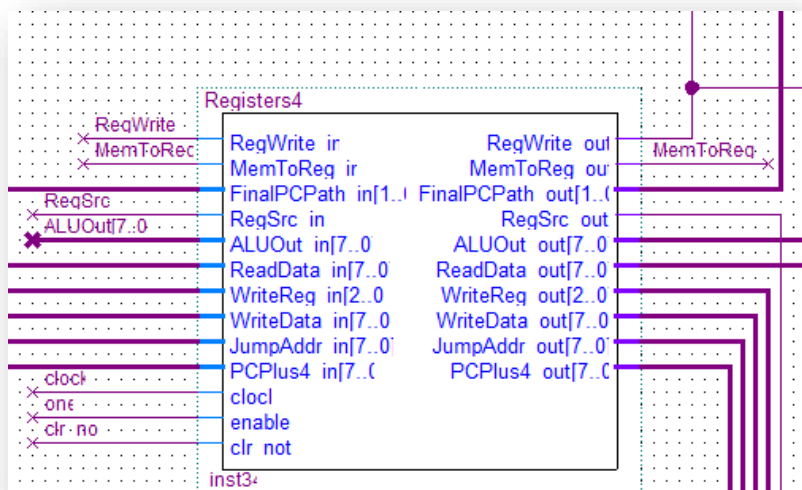 Registers4
RegWrite
RegWrite in RegWrite out
MemToReg MemToReg
MemToReg in MemToReg out
FinalPCPath in[1..0 FinalPCPath out[1..0
RegSrc
RegSrc in RegSrc out
ALUOut[7..0
ALUOut in[7..0 ALUOut out[7..0
ReadData in[7..0 ReadData out[7..0
WriteReg in[2..0 WriteReg out[2..0
WriteData in[7..0 WriteData out[7..0
JumpAddr in[7..0 JumpAddr out[7..0
PCPlus4 in[7..0 PCPlus4 out[7..0
clock
clock
one
enable
clr no
clr not
inst34